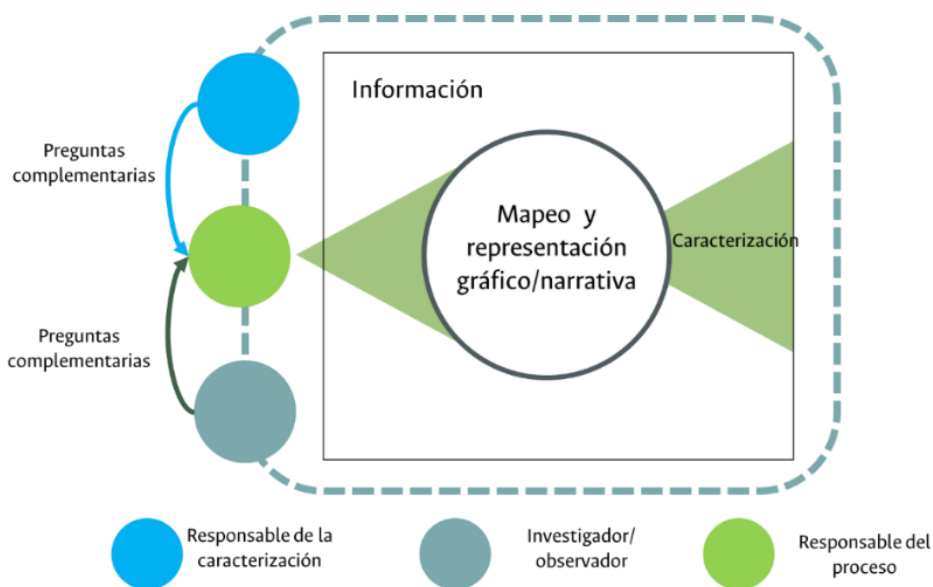 Información
Preguntas
complementarias
Mapeo y
representación
gráfico/narrativa
Caracterización
Preguntas
complementarias
Responsable de la
caracterización
Investigador/
observador
Responsable del
proceso